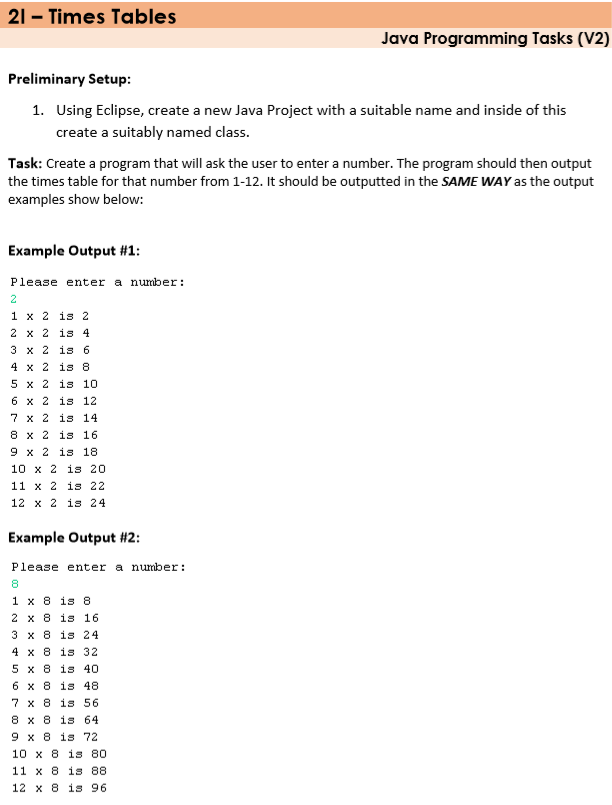 2I – Times Tables
Java Programming Tasks (V2)
Preliminary Setup:
1. Using Eclipse, create a new Java Project with a suitable name and inside of this
create a suitably named class.
Task: Create a program that will ask the user to enter a number. The program should then output
the times table for that number from 1-12. It should be outputted in the SAME WAY as the output
examples show below:
Example Output #1:
Please enter a number:
2
1 x 2 is 2
2 x 2 is 4
3 x 2 is 6
4 x 2 is 8
5 x 2 is 10
6 x 2 is 12
7 x 2 is 14
8 x 2 is 16
9 x 2 is 18
10 x 2 is 20
11 x 2 is 22
12 x 2 is 24
Example Output #2:
Please enter a number:
8
1 x 8 is 8
2 x 8 is 16
3 x 8 is 24
4 x 8 is 32
5 x 8 is 40
6 x 8 is 48
7 x 8 is 56
8 x 8 is 64
9 x 8 is 72
10 x 8 is 80
11 x 8 is 88
12 x 8 is 96